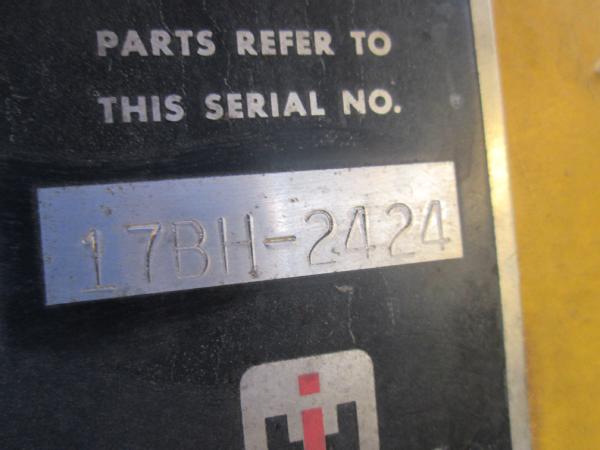 PARTS REFER TO
THIS SERIAL NO.
17BH-2424